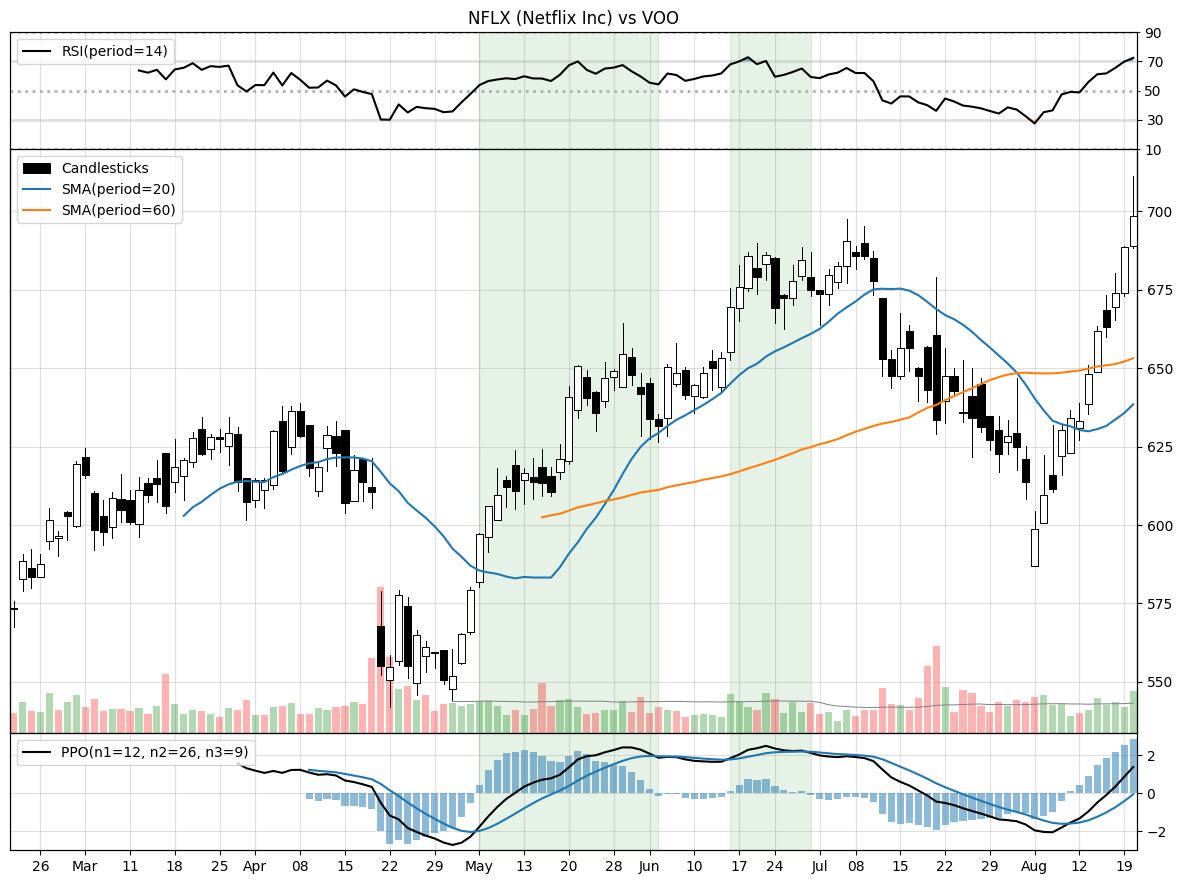 NFLX (Netflix Inc) vs VOO
RSI(period=14)
90
70
50
30
10
Candlesticks
SMA(period=20)
SMA(period=60)
700
675
650
625
600
575
550
PPO(n1=12, n2=26, n3=9)
2
0
−2
26 Mar 11 18 25 Apr 08 15 22 29 May 13 20 28 Jun 10 17 24 Jul 08 15 22 29 Aug 12 19